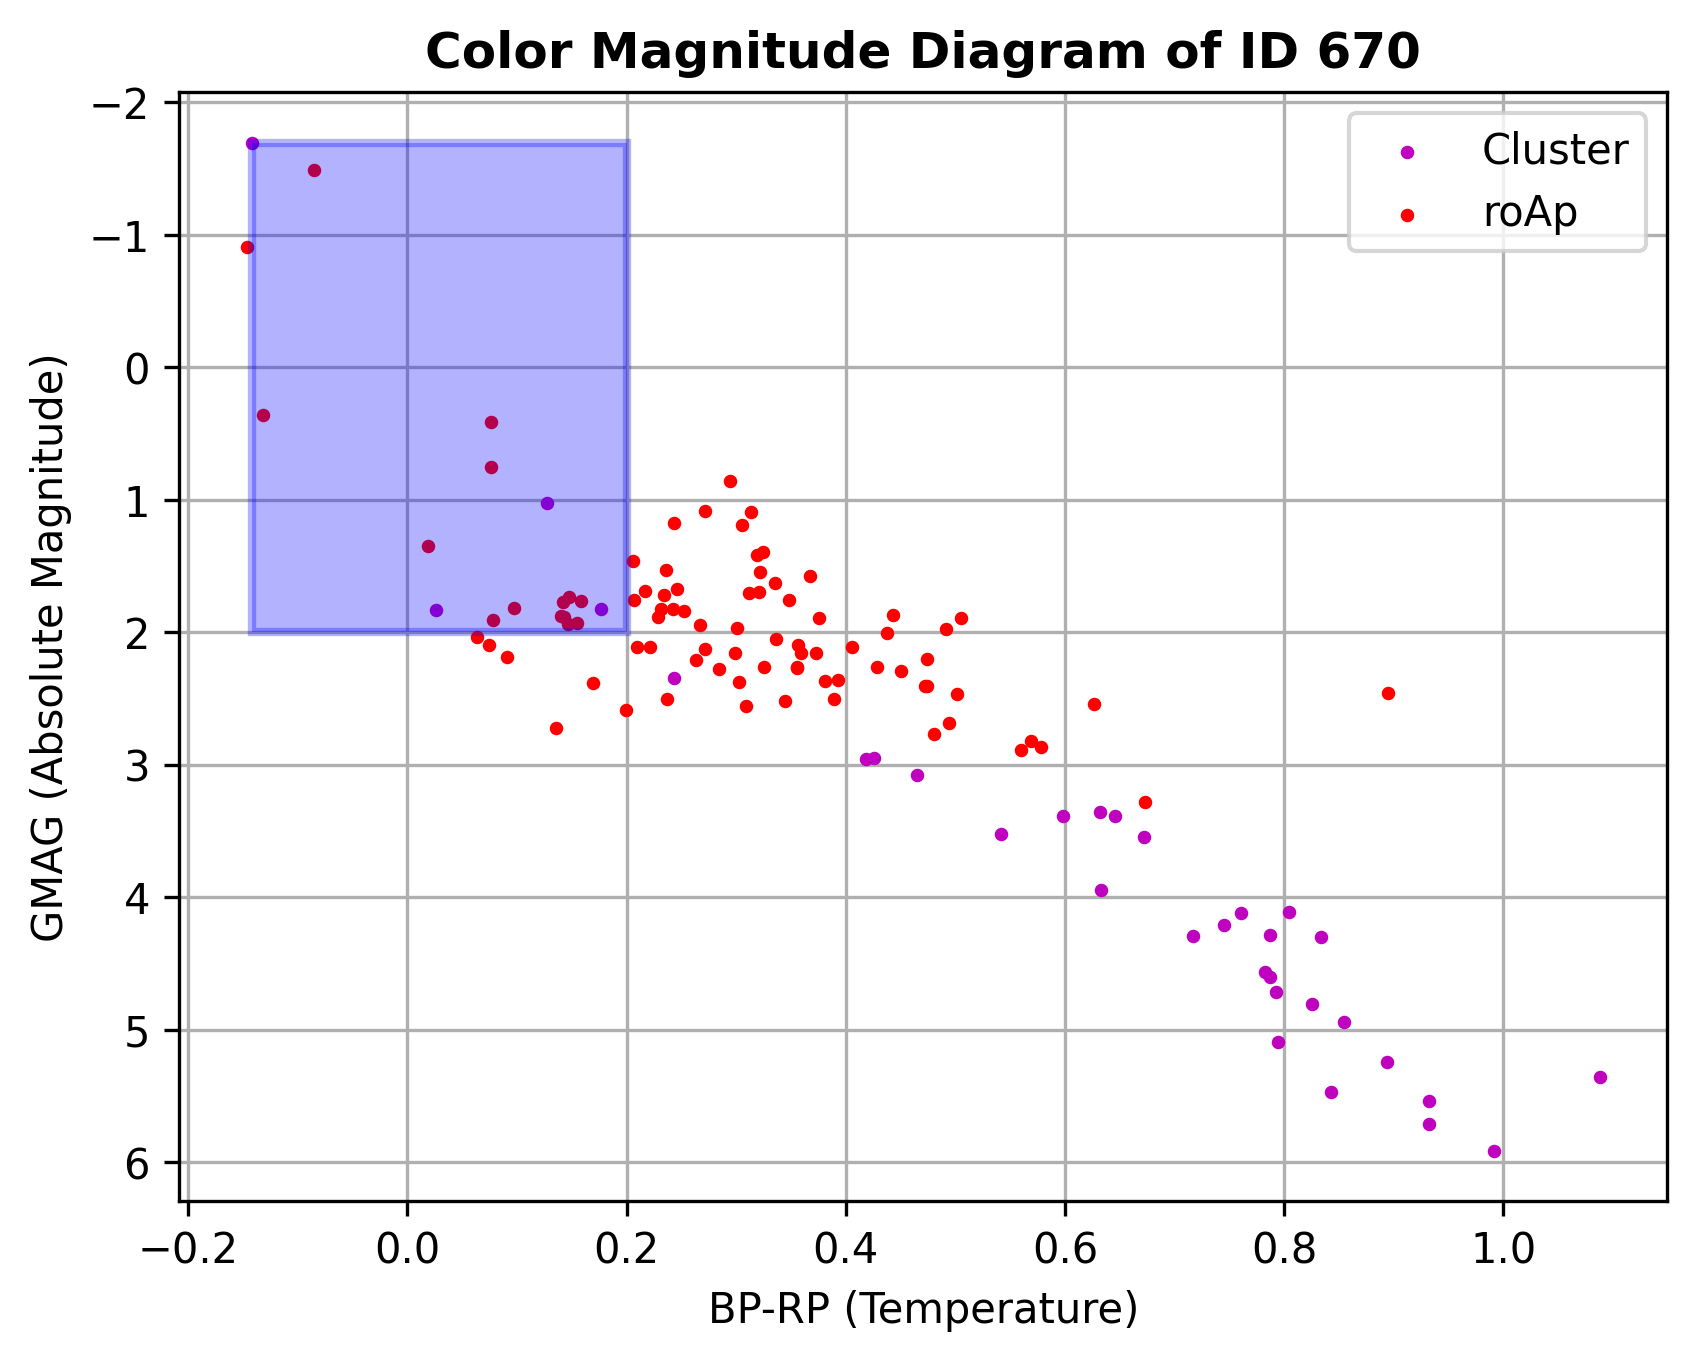 Color Magnitude Diagram of ID 670
Cluster
roAp
GMAG (Absolute Magnitude)
−2
−1
0
1
2
3
4
5
6
−0.2 0.0 0.2 0.4 0.6 0.8 1.0
BP-RP (Temperature)